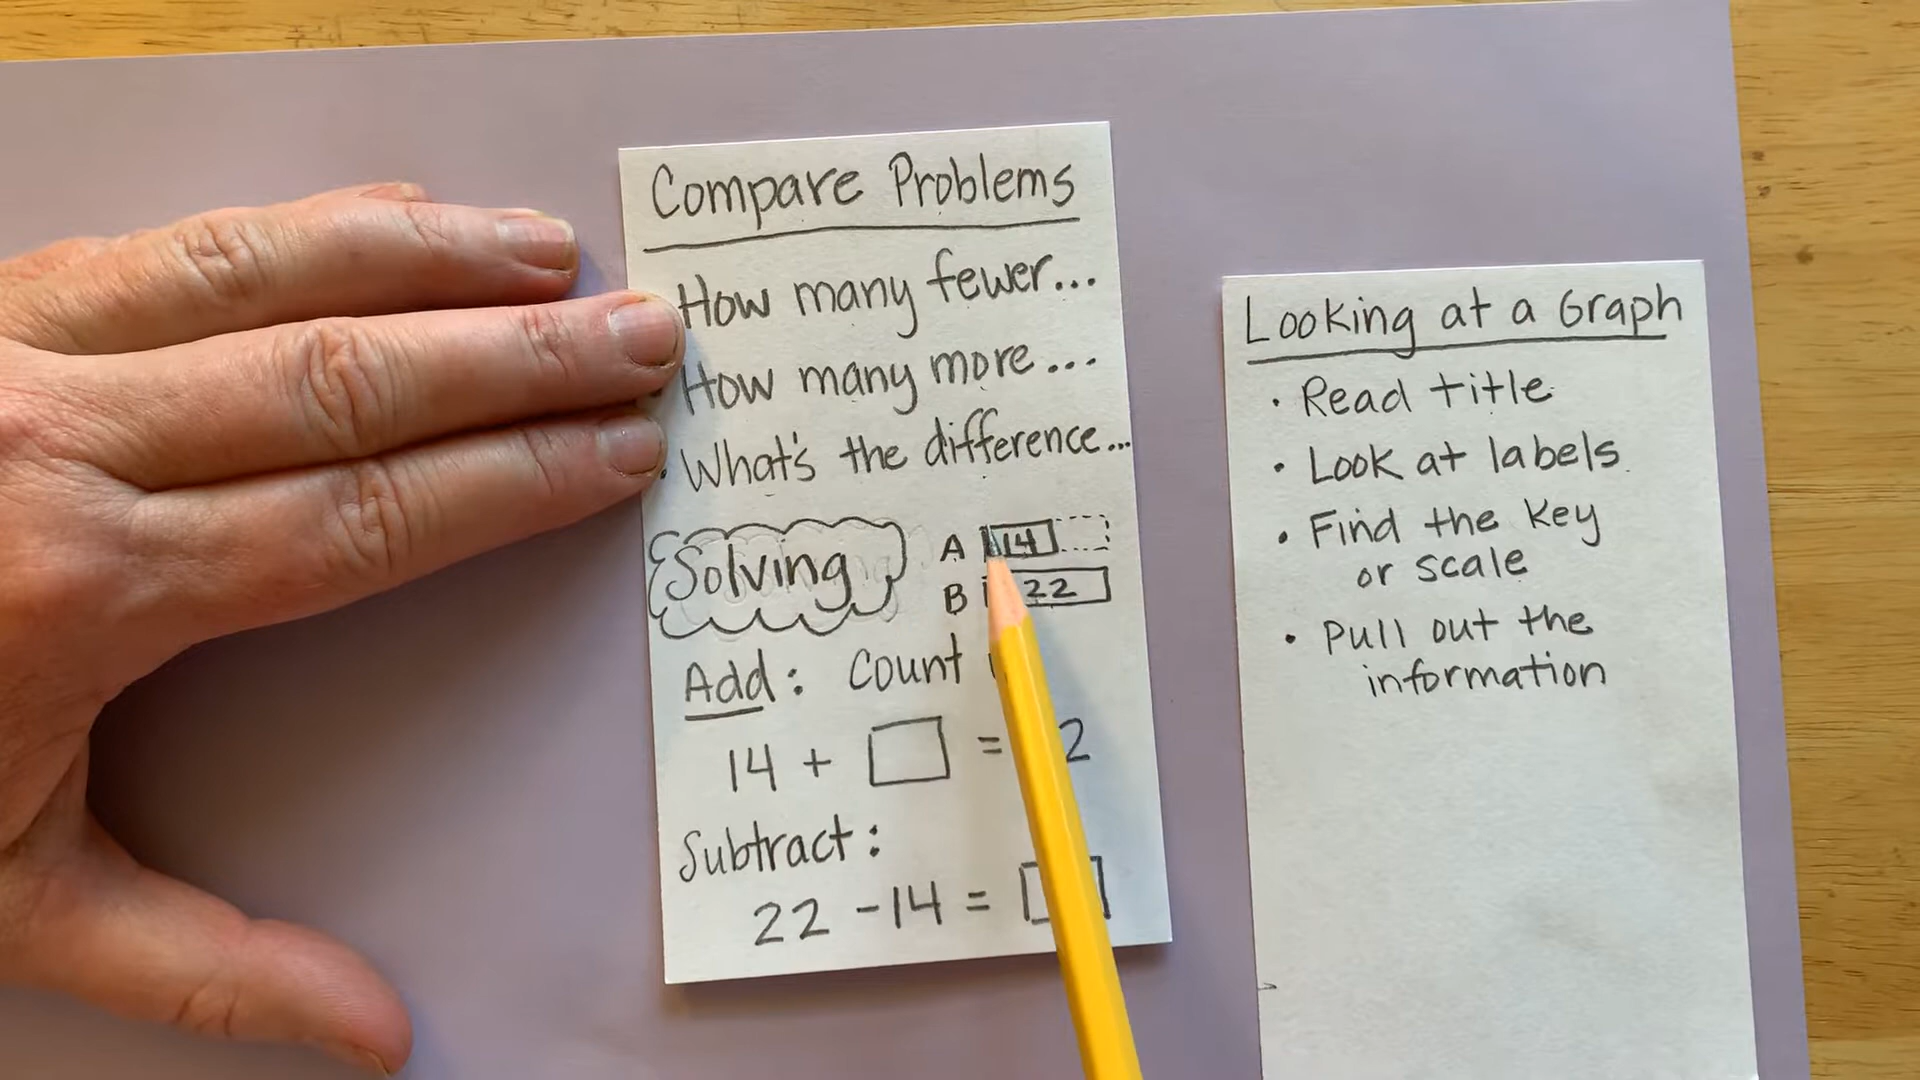 Compare Problems
How many fewer...
• How many more...
• What's the difference...
Solving
A 14
B 22
Add: Count
14 + □ = 2
Subtract:
22 - 14 = □
Looking at a Graph
• Read title
• Look at labels
• Find the Key
or scale
• Pull out the
information